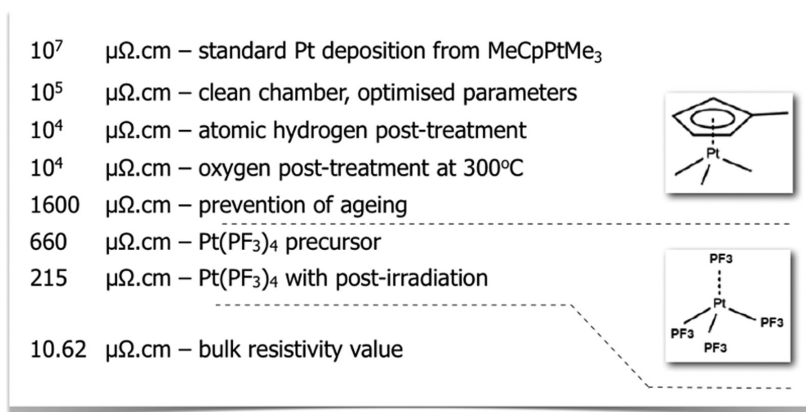 10⁷ µΩ.cm – standard Pt deposition from MeCpPtMe₃
10⁵ µΩ.cm – clean chamber, optimised parameters
10⁴ µΩ.cm – atomic hydrogen post-treatment
10⁴ µΩ.cm – oxygen post-treatment at 300ºC
1600 µΩ.cm – prevention of ageing
660 µΩ.cm – Pt(PF₃)₄ precursor
215 µΩ.cm – Pt(PF₃)₄ with post-irradiation
10.62 µΩ.cm – bulk resistivity value
Pt
PF3
Pt
PF3
PF3
PF3